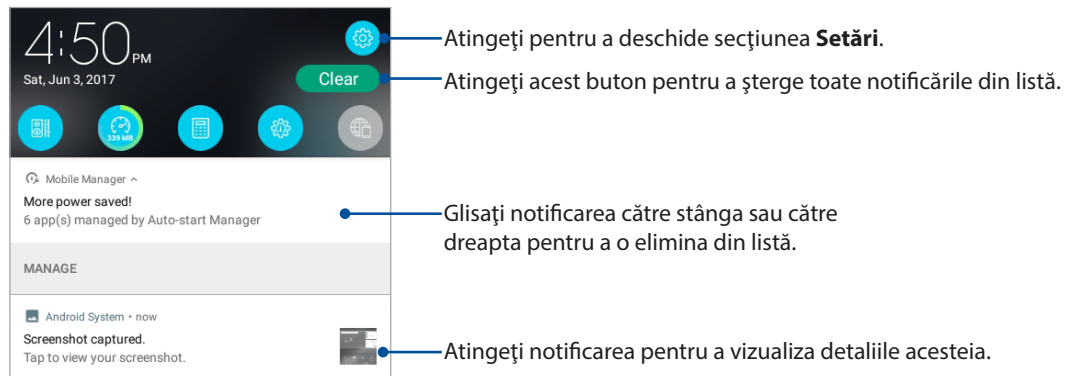 4:50PM
Sat, Jun 3, 2017
Clear
339 MB
Atingeţi pentru a deschide secţiunea Setări.
Atingeţi acest buton pentru a şterge toate notificările din listă.
Mobile Manager
More power saved!
6 app(s) managed by Auto-start Manager
Glisaţi notificarea către stânga sau către
dreapta pentru a o elimina din listă.
MANAGE
Android System • now
Screenshot captured.
Tap to view your screenshot.
Atingeţi notificarea pentru a vizualiza detaliile acesteia.